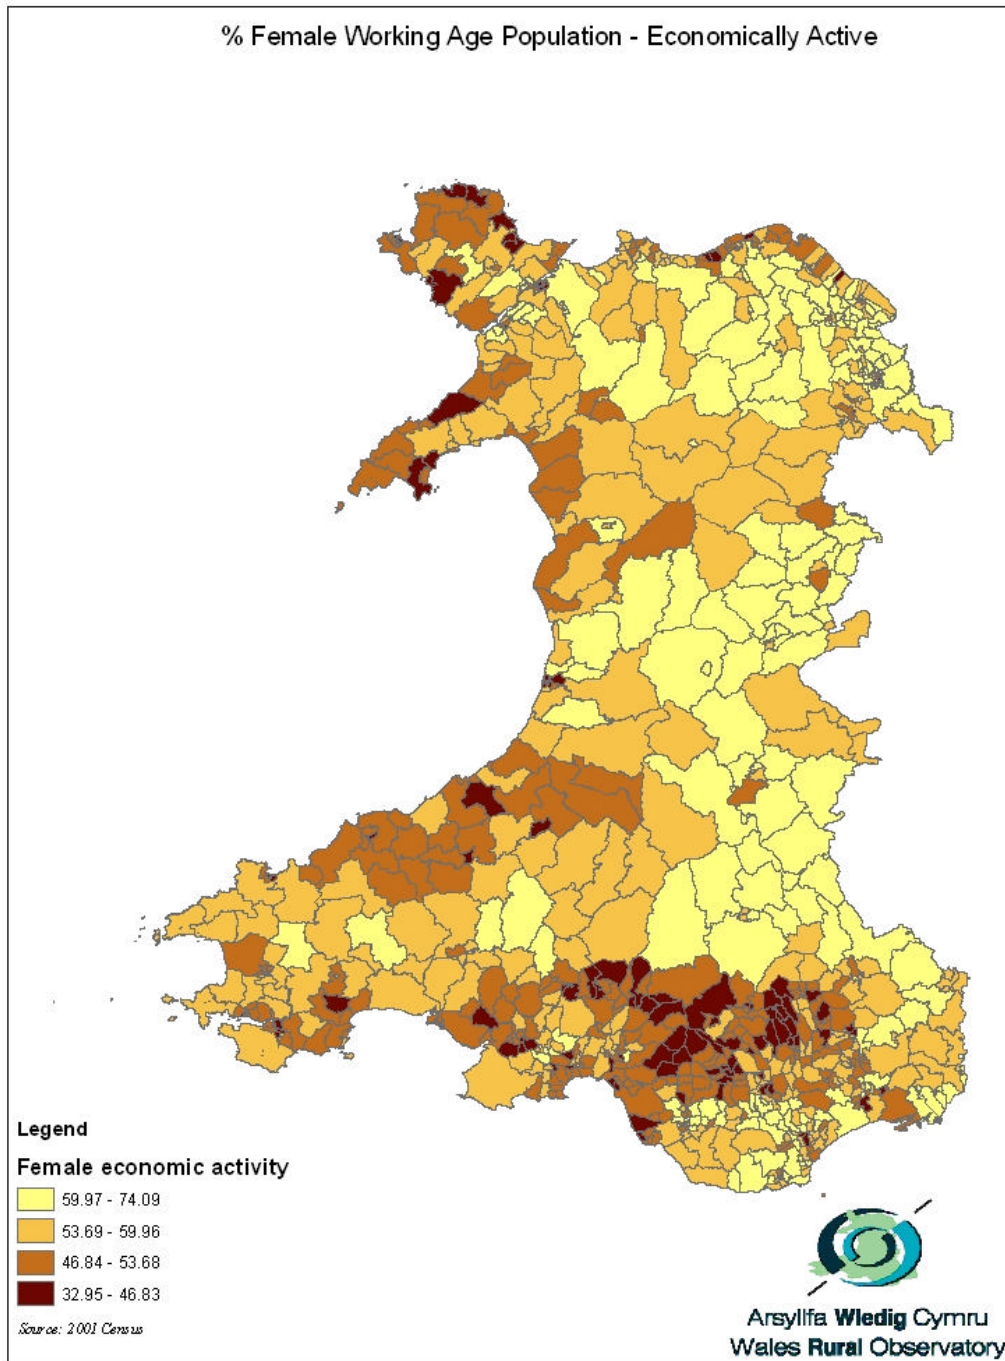 % Female Working Age Population - Economically Active
Legend
Female economic activity
59.97 - 74.09
53.69 - 59.96
46.84 - 53.68
32.95 - 46.83
Source: 2001 Census
Arsyllfa Wledig Cymru
Wales Rural Observatory